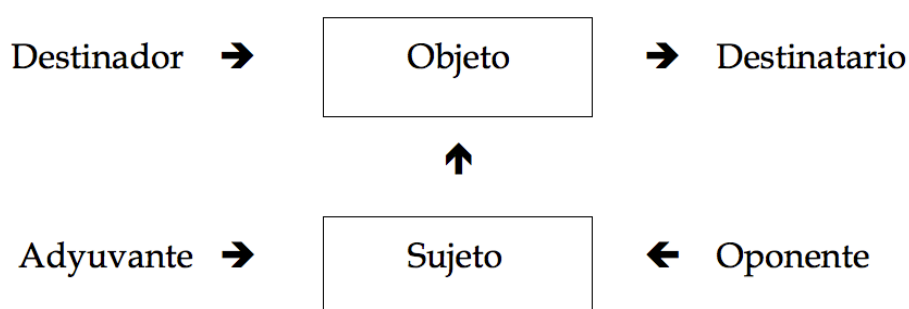 Destinador → Objeto → Destinatario
↑
Adyuvante → Sujeto ← Oponente